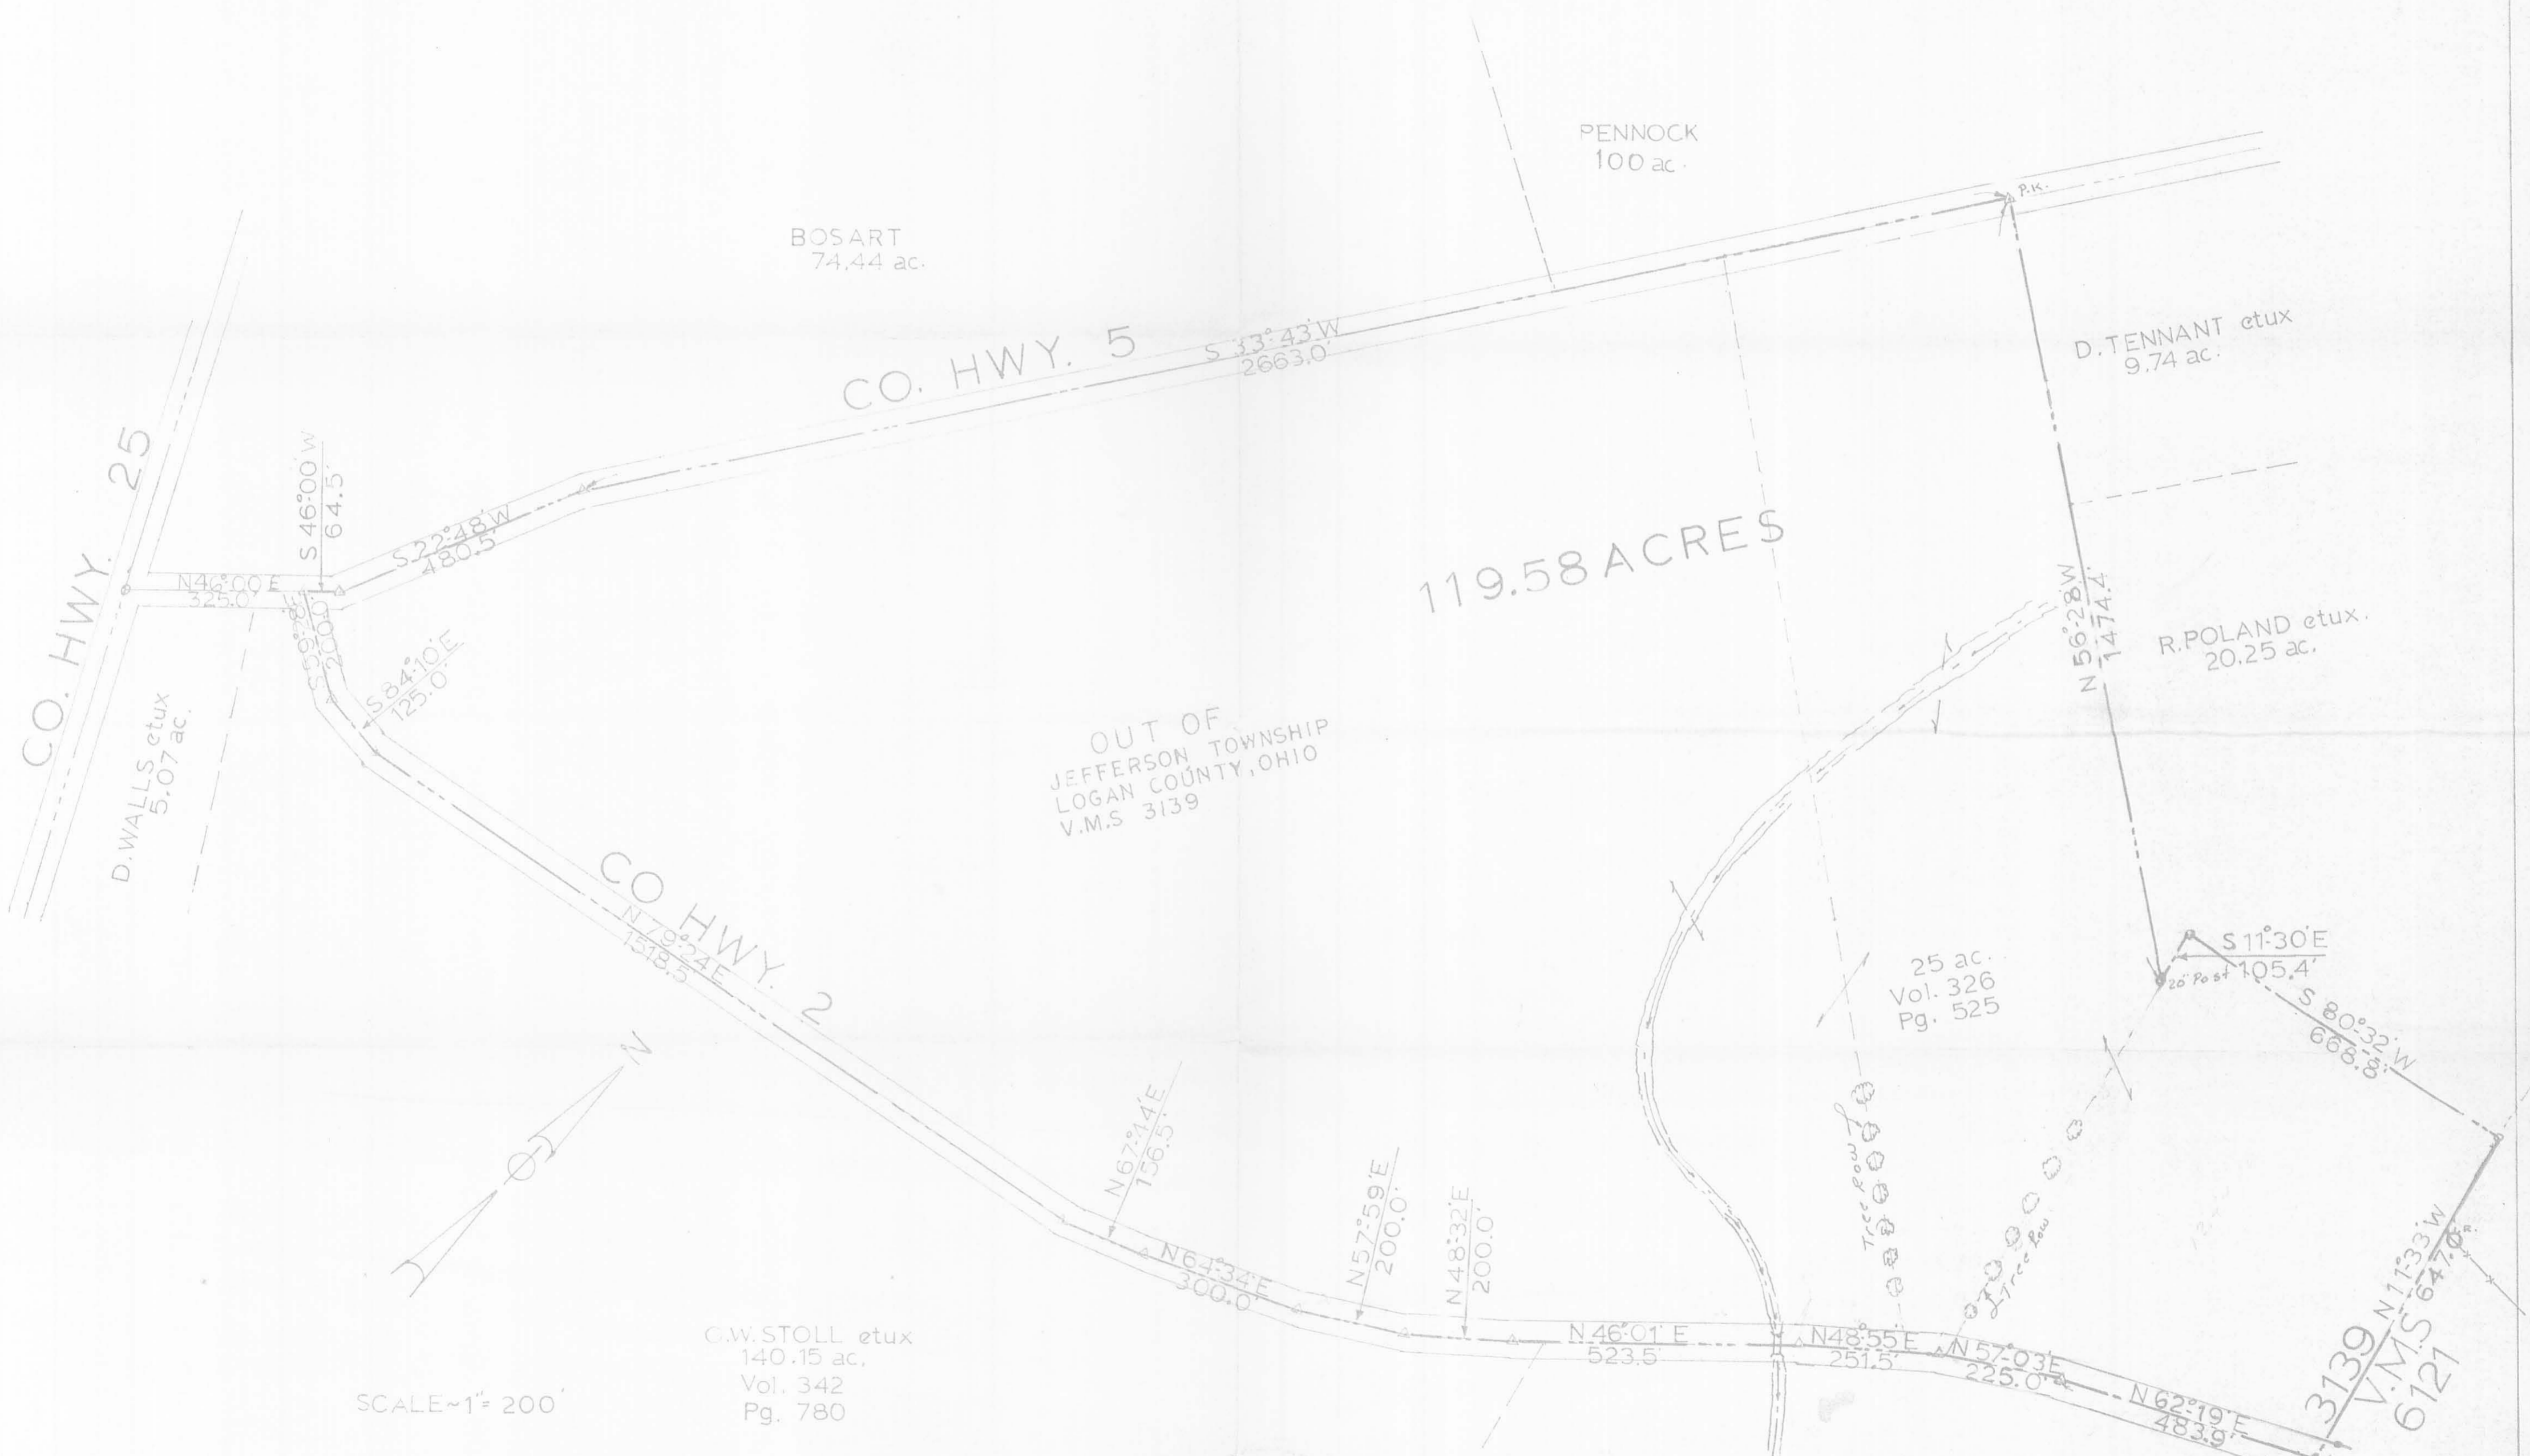 PENNOCK
100 ac.
P.K.
BOSART
74.44 ac.
CO. HWY. 5
S 33°-43'W
2663.0'
D. TENNANT etux
9.74 ac.
CO. HWY. 25
S 46°-00'W
64.5'
S 22°-48'W
480.5'
N46°-00'E
325.0'
200.0'
S 84°-10'E
125.0'
D. WALLS etux
5.07 ac.
119.58 ACRES
N 56°-28'W
1474.4'
R. POLAND etux.
20.25 ac.
OUT OF
JEFFERSON TOWNSHIP
LOGAN COUNTY, OHIO
V.M.S 3139
CO HWY. 2
N 79°-24'E
1518.5'
25 ac.
Vol. 326
Pg. 525
S 11°-30'E
105.4'
20" Post
S 80°-32'W
668.8'
N
N 67°-44'E
156.5'
N 64°-34'E
300.0'
N 57°-59'E
200.0'
N 48°-32'E
200.0'
Tree Row
Tree Row
N 46°-01' E
523.5'
N48°-55'E
251.5'
N 57°-03'E
225.0'
N 62°-19'E
483.9'
N 11°-33'W
647.0'
3139
V.M.S
6121
G.W. STOLL etux
140.15 ac.
Vol. 342
Pg. 780
SCALE~1"= 200'